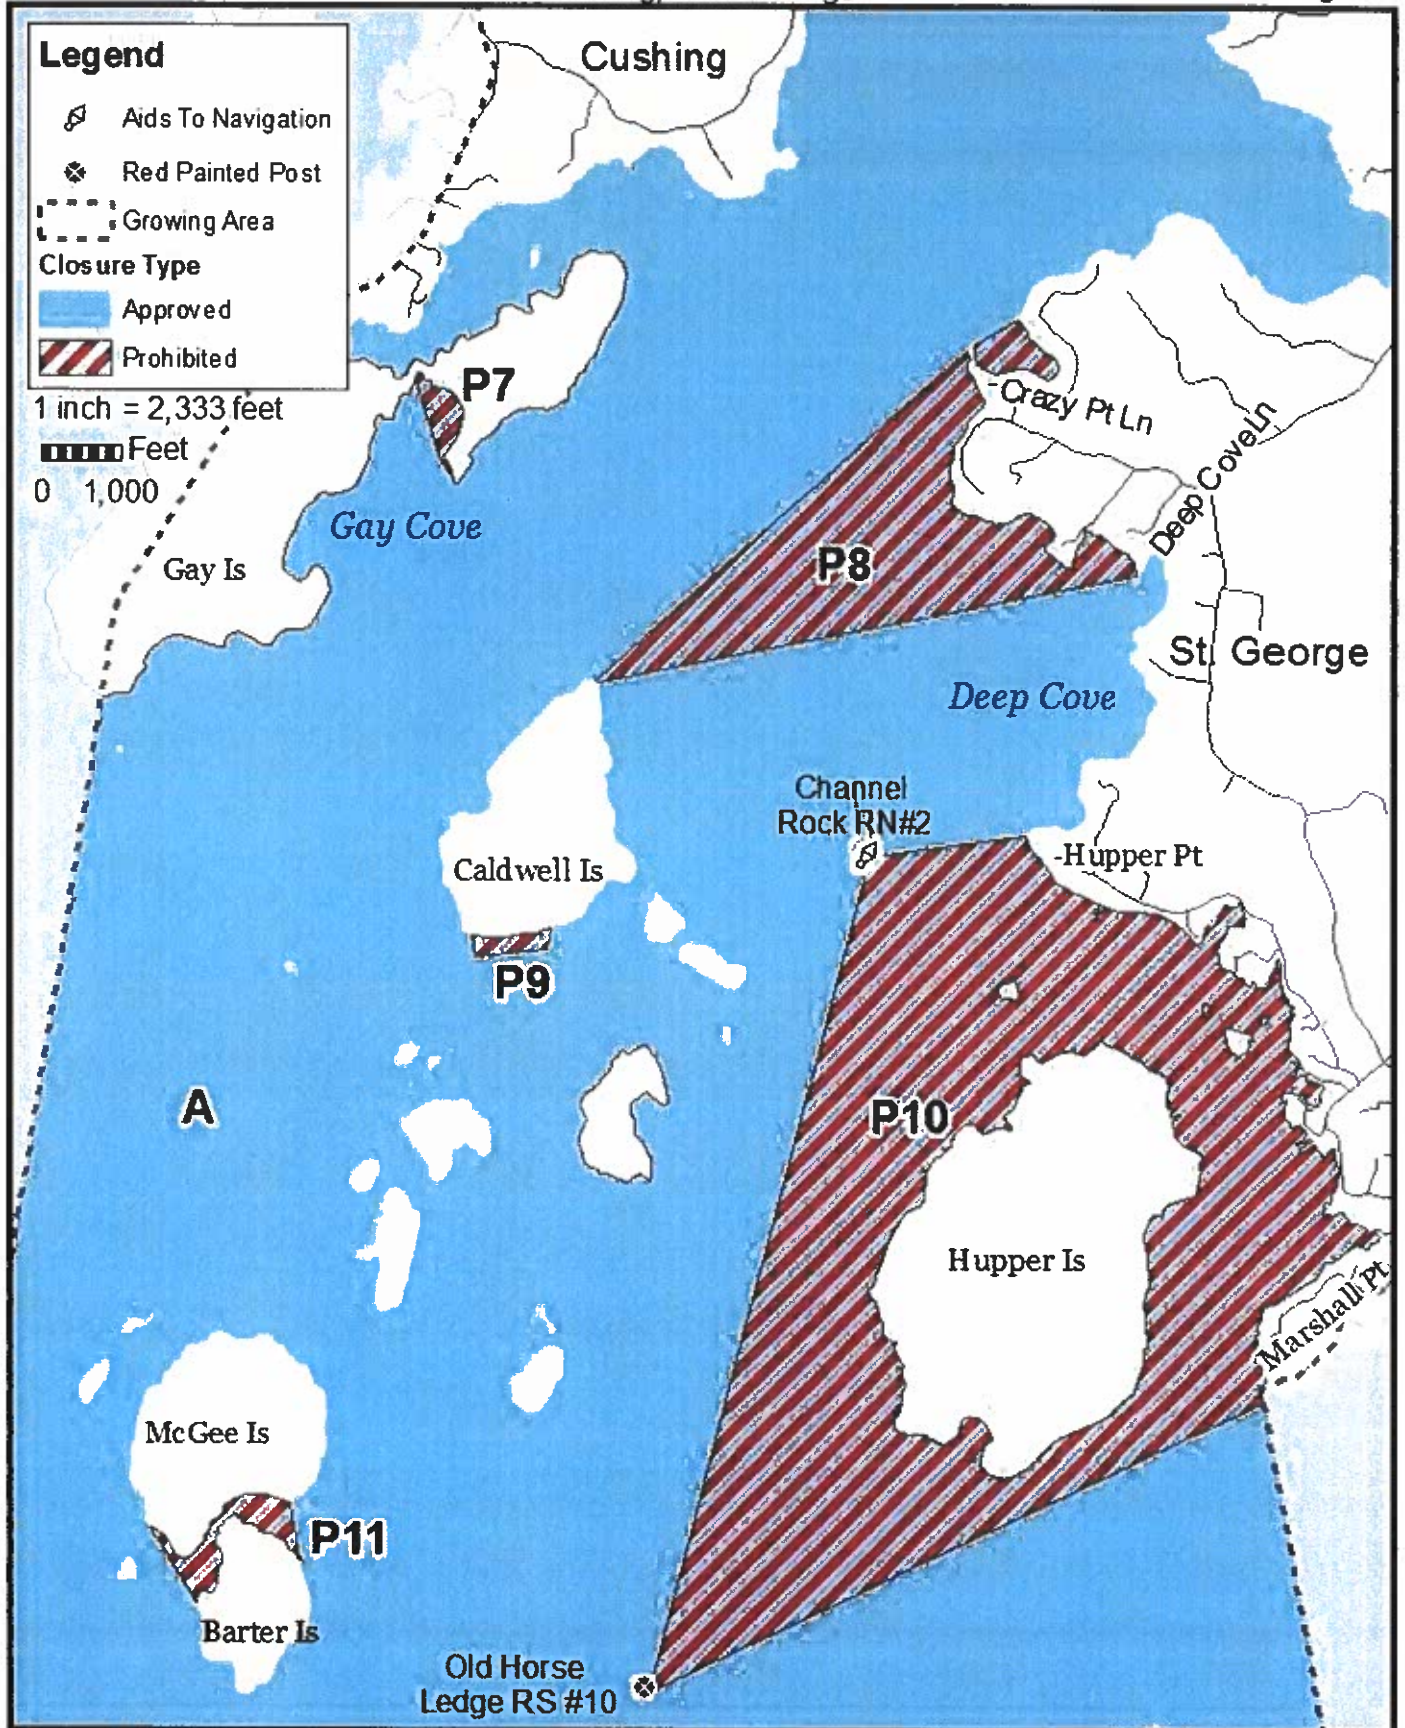 Legend
Aids To Navigation
Red Painted Post
Growing Area
Closure Type
Approved
Prohibited
1 inch = 2,333 feet
Feet
0 1,000
Cushing
P7
Gay Cove
Gay Is
-Crazy Pt Ln
Deep Cove Ln
P8
St. George
Deep Cove
Channel
Rock RN#2
-Hupper Pt
Caldwell Is
P9
A
P10
Hupper Is
Marshall Pt
McGee Is
P11
Barter Is
Old Horse
Ledge RS #10